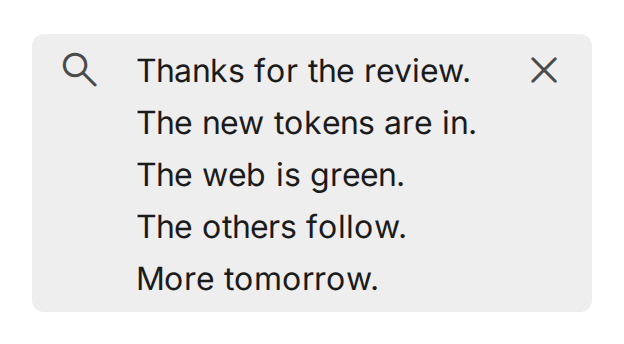 Thanks for the review.
The new tokens are in.
The web is green.
The others follow.
More tomorrow.